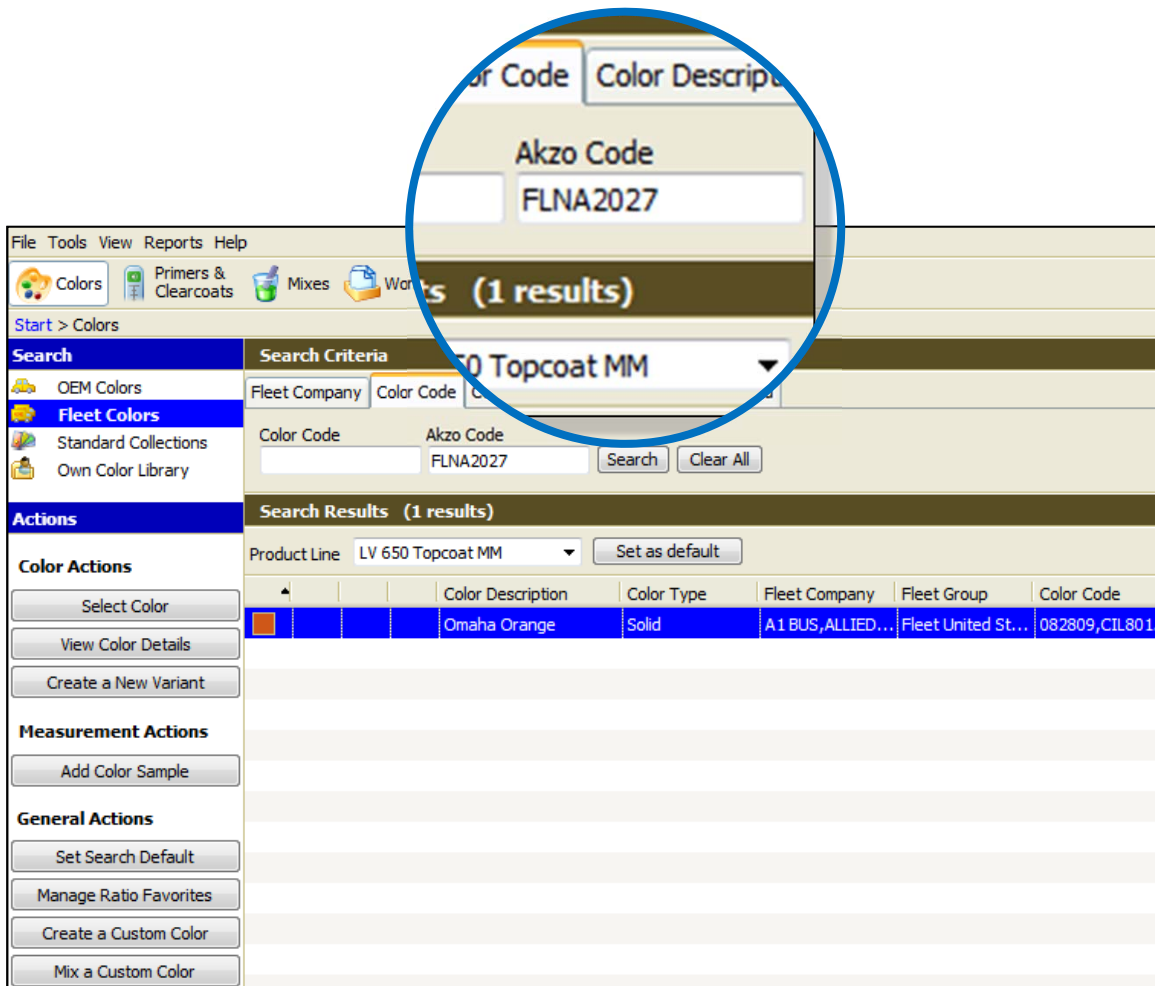 or Code Color Descript
Akzo Code
FLNA2027
ts (1 results)
50 Topcoat MM
File Tools View Reports Help
Colors
Primers &
Clearcoats
Mixes
Wor
Start > Colors
Search
OEM Colors
Fleet Colors
Standard Collections
Own Color Library
Actions
Color Actions
Select Color
View Color Details
Create a New Variant
Measurement Actions
Add Color Sample
General Actions
Set Search Default
Manage Ratio Favorites
Create a Custom Color
Mix a Custom Color
Search Criteria
Fleet Company Color Code
Color Code Akzo Code
FLNA2027 Search Clear All
Search Results (1 results)
Product Line LV 650 Topcoat MM Set as default
Color Description Color Type Fleet Company Fleet Group Color Code
Omaha Orange Solid A1 BUS,ALLIED... Fleet United St... 082809,CIL801